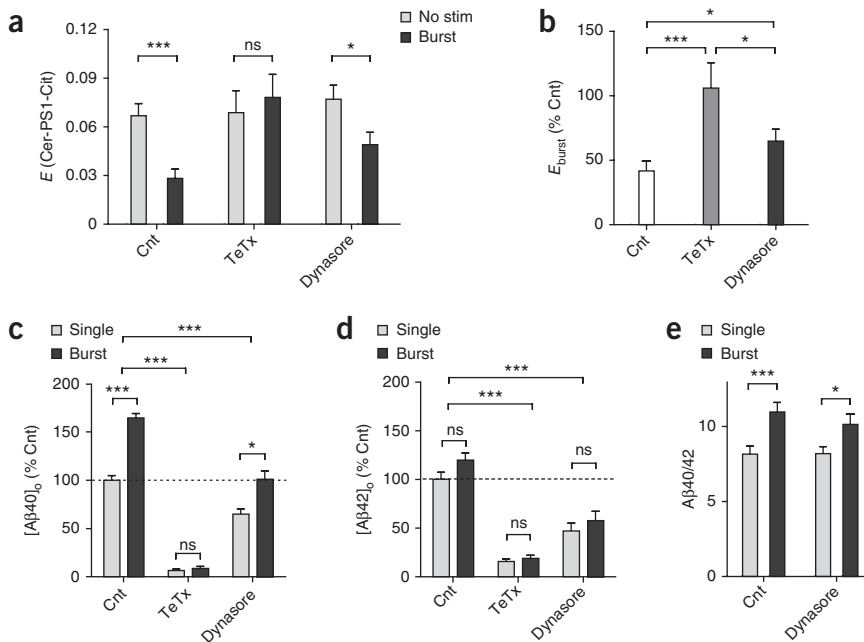 a
No stim
Burst
E (Cer-PS1-Cit)
0.12
0.09
0.06
0.03
0
***
ns
*
Cnt
TeTx
Dynasore
b
E_burst (% Cnt)
150
100
50
0
*
***
*
Cnt
TeTx
Dynasore
c
Single
Burst
[Aβ40]o (% Cnt)
200
150
100
50
0
***
***
***
ns
*
Cnt
TeTx
Dynasore
d
Single
Burst
[Aβ42]o (% Cnt)
200
150
100
50
0
***
***
ns
ns
ns
Cnt
TeTx
Dynasore
e
Single
Burst
Aβ40/42
10
5
0
***
*
Cnt
Dynasore